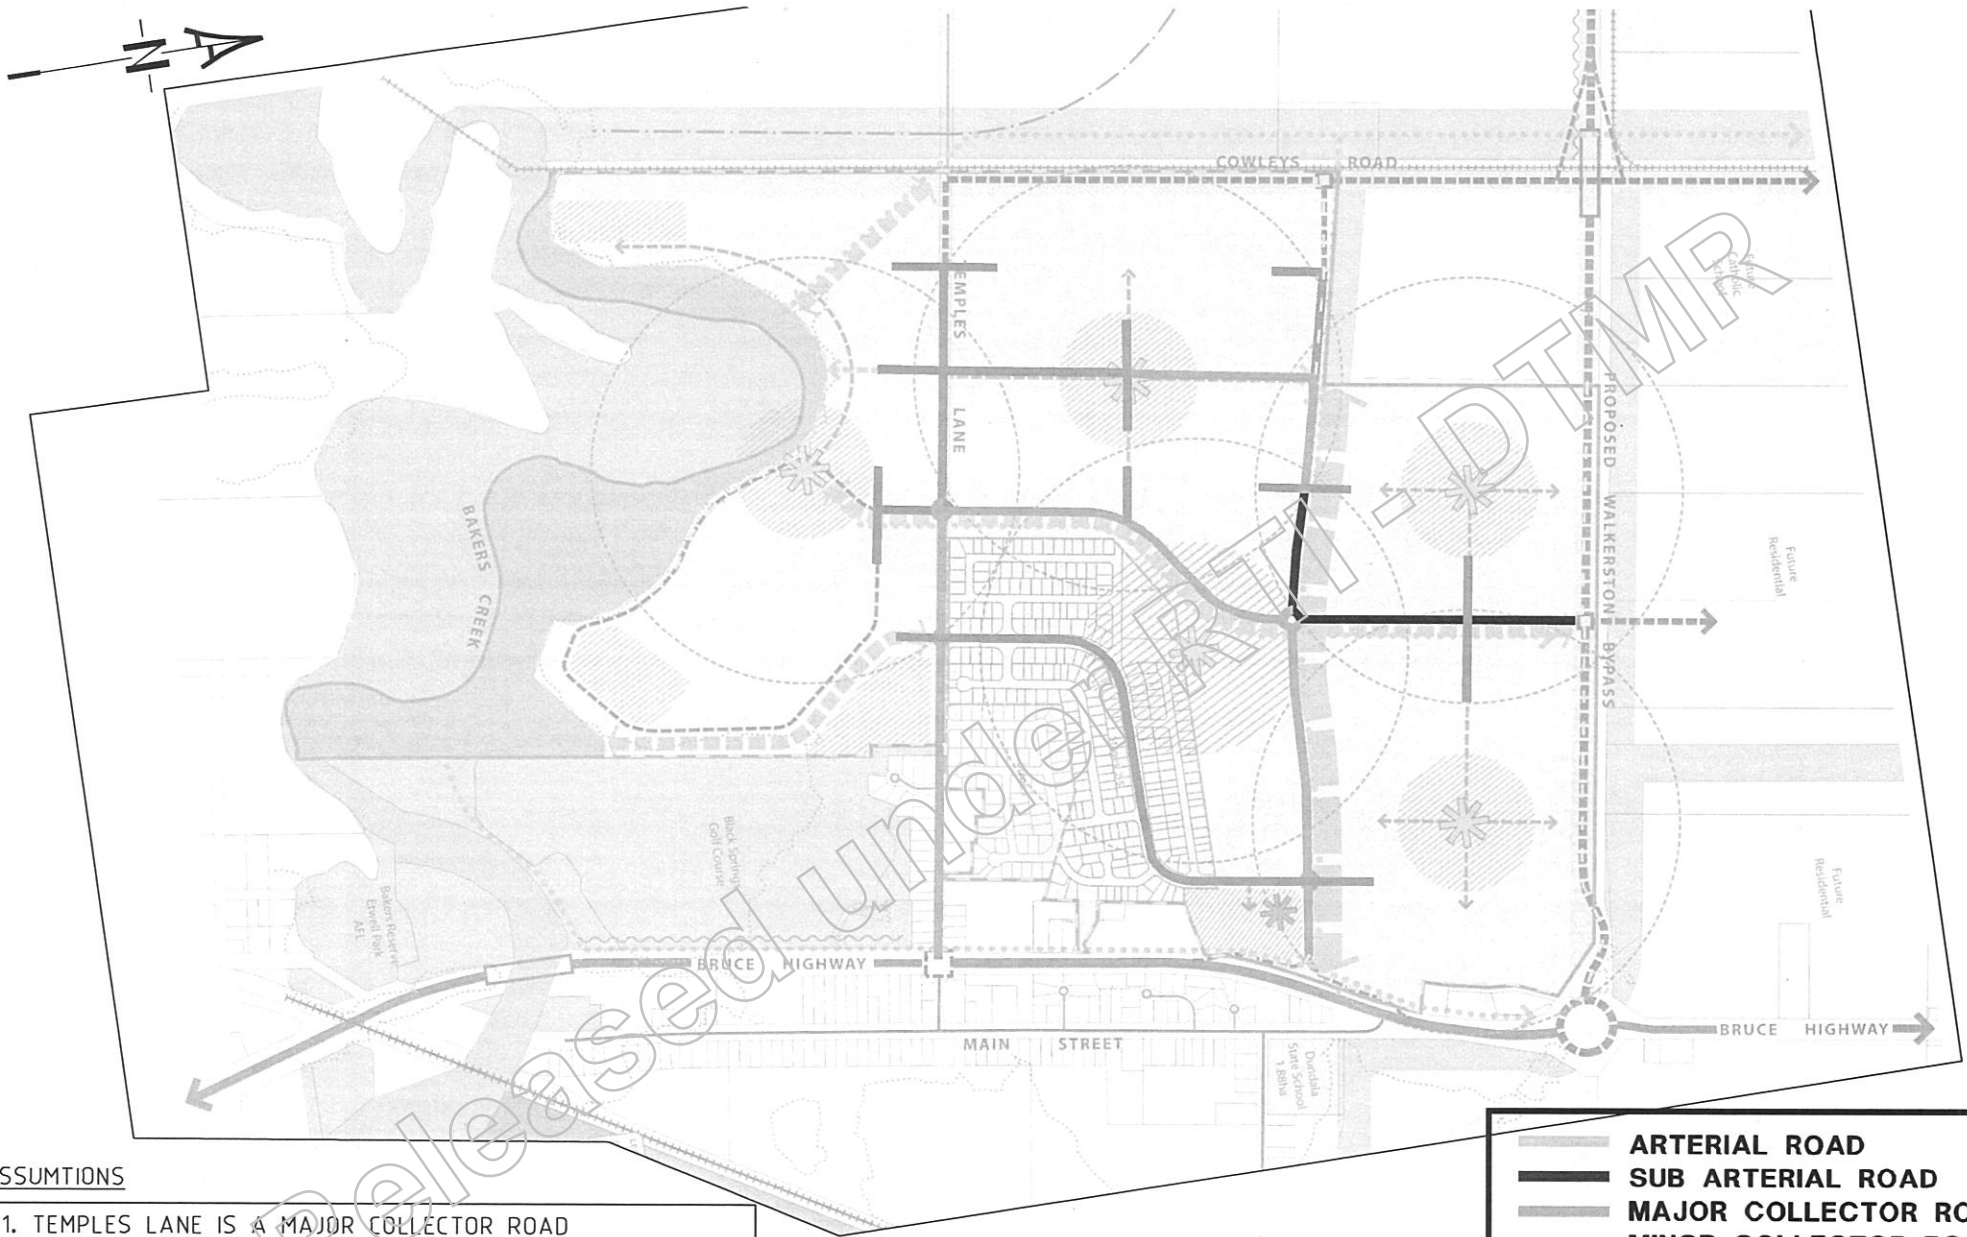 N
COWLEYS ROAD
TEMPLES LANE
Future
Catholic
School
PROPOSED WALKERSTON BYPASS
Future
Residential
BAKERS CREEK
Black Springs
Golf Course
Bakers Reserve
Etwell Park
AFL
Future
Residential
BRUCE HIGHWAY
BRUCE HIGHWAY
MAIN STREET
Dundala
State School
1.88ha
Released under RTI - DTMR
SSUMTIONS
1. TEMPLES LANE IS A MAJOR COLLECTOR ROAD
ARTERIAL ROAD
SUB ARTERIAL ROAD
MAJOR COLLECTOR RO